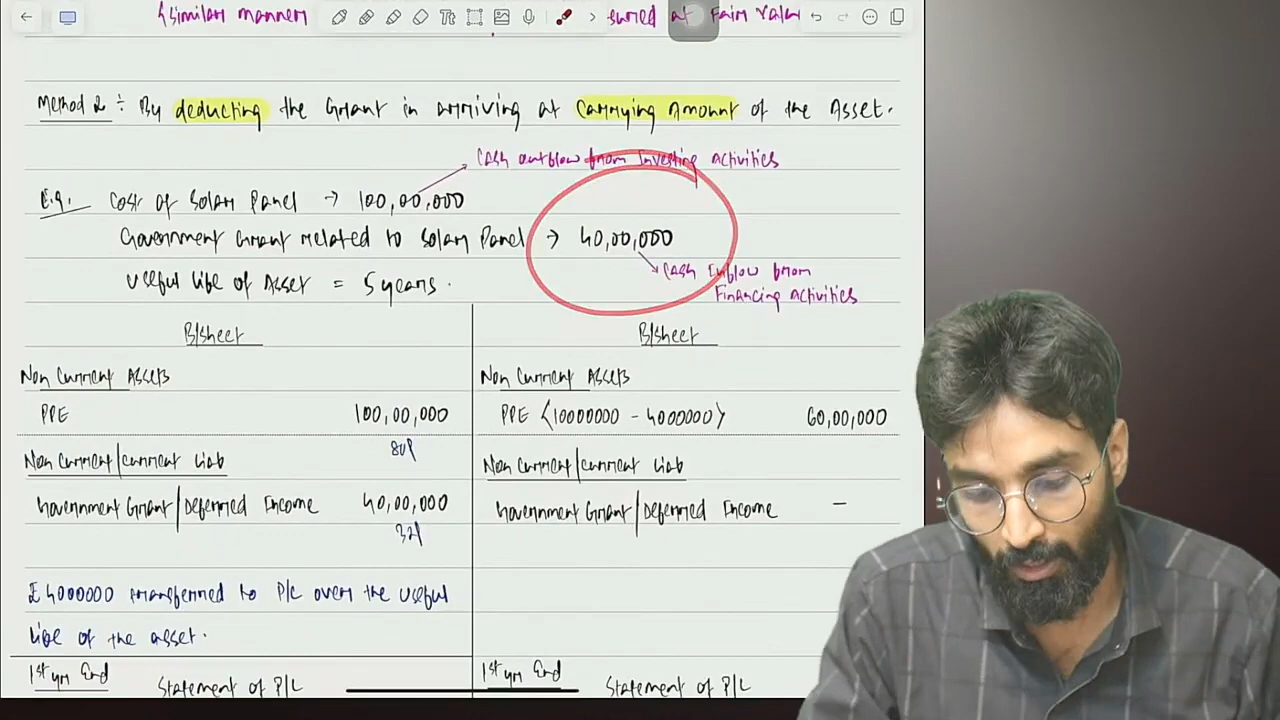 & similar manner
sured at Fair Value
Method 2 ÷ By deducting the Grant in arriving at Carrying Amount of the Asset.
Cash outflow from Investing Activities
E.g. Cost of Solar Panel → 100,00,000
Government Grant related to Solar Panel → 40,00,000
Cash Inflow from
Financing Activities
Useful life of Asset = 5 years.
B/Sheet
Non Current Assets
PPE 100,00,000
80l
Non Current/Current Liab
Government Grant/Deferred Income 40,00,000
32l
£ 4000000 transferred to P/L over the useful
life of the asset.
1st yr End
Statement of P/L
B/Sheet
Non Current Assets
PPE <10000000 - 4000000> 60,00,000
Non Current/Current Liab
Government Grant/Deferred Income —
1st yr End
Statement of P/L